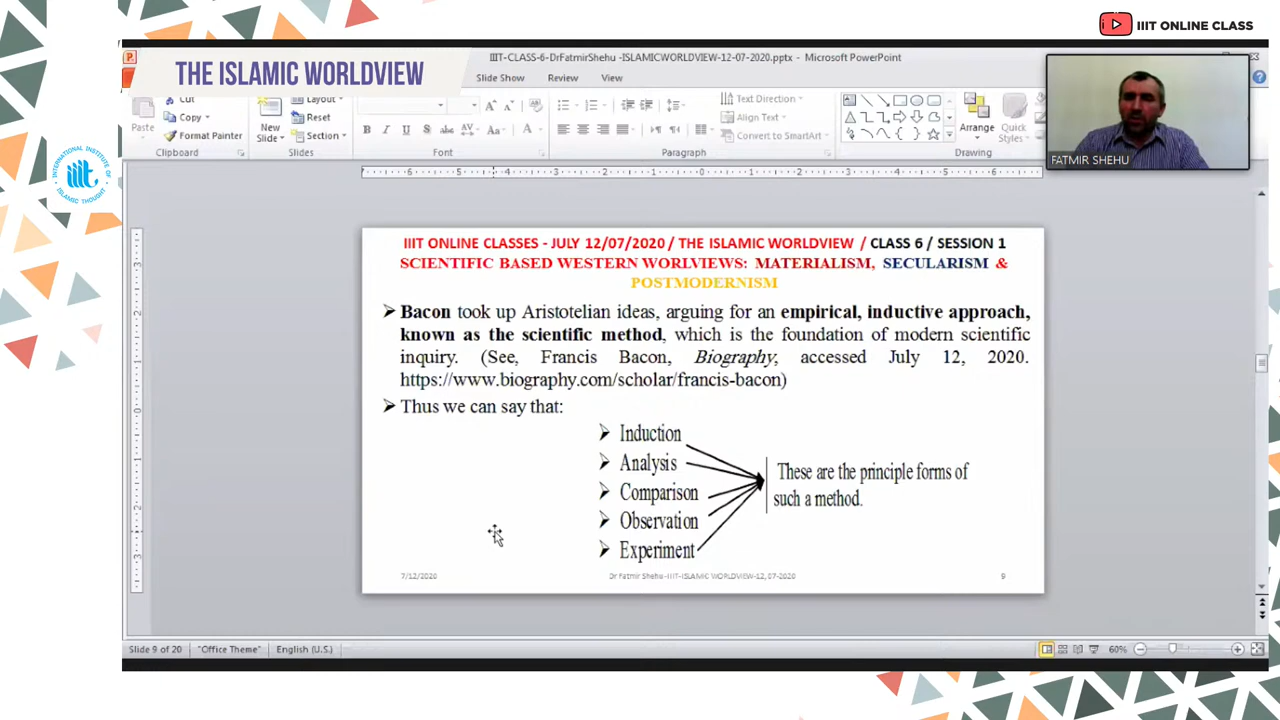 IIIT ONLINE CLASS
THE ISLAMIC WORLDVIEW
IIIT-CLASS-6-DrFatmirShehu -ISLAMICWORLDVIEW-12-07-2020.pptx - Microsoft PowerPoint
Slide Show Review View
Cut
Copy
Format Painter
Paste
Clipboard
New
Slide
Layout
Reset
Section
Slides
Font
Text Direction
Align Text
Convert to SmartArt
Paragraph
Arrange
Quick
Styles
Drawing
FATMIR SHEHU
INTERNATIONAL INSTITUTE OF
iiit
ISLAMIC THOUGHT
IIIT ONLINE CLASSES - JULY 12/07/2020 / THE ISLAMIC WORLDVIEW / CLASS 6 / SESSION 1
SCIENTIFIC BASED WESTERN WORLVIEWS: MATERIALISM, SECULARISM &
POSTMODERNISM
Bacon took up Aristotelian ideas, arguing for an empirical, inductive approach,
known as the scientific method, which is the foundation of modern scientific
inquiry. (See, Francis Bacon, Biography, accessed July 12, 2020.
https://www.biography.com/scholar/francis-bacon)
Thus we can say that:
Induction
Analysis
Comparison
Observation
Experiment
These are the principle forms of
such a method.
7/12/2020 Dr Fatmir Shehu-IIIT-ISLAMIC WORLDVIEW-12, 07-2020 9
Slide 9 of 20 "Office Theme" English (U.S.) 60%